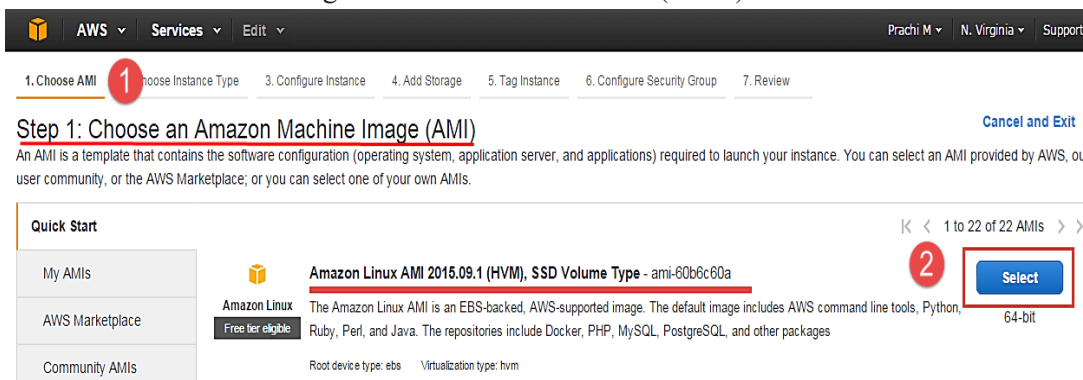 AWS Services Edit Prachi M N. Virginia Support
1. Choose AMI 1 hoose Instance Type 3. Configure Instance 4. Add Storage 5. Tag Instance 6. Configure Security Group 7. Review
Step 1: Choose an Amazon Machine Image (AMI) Cancel and Exit
An AMI is a template that contains the software configuration (operating system, application server, and applications) required to launch your instance. You can select an AMI provided by AWS, ou
user community, or the AWS Marketplace; or you can select one of your own AMIs.
Quick Start 1 to 22 of 22 AMIs
My AMIs
AWS Marketplace
Community AMIs
Amazon Linux
Free tier eligible
Amazon Linux AMI 2015.09.1 (HVM), SSD Volume Type - ami-60b6c60a
The Amazon Linux AMI is an EBS-backed, AWS-supported image. The default image includes AWS command line tools, Python,
Ruby, Perl, and Java. The repositories include Docker, PHP, MySQL, PostgreSQL, and other packages
Root device type: ebs Virtualization type: hvm
2 Select
64-bit